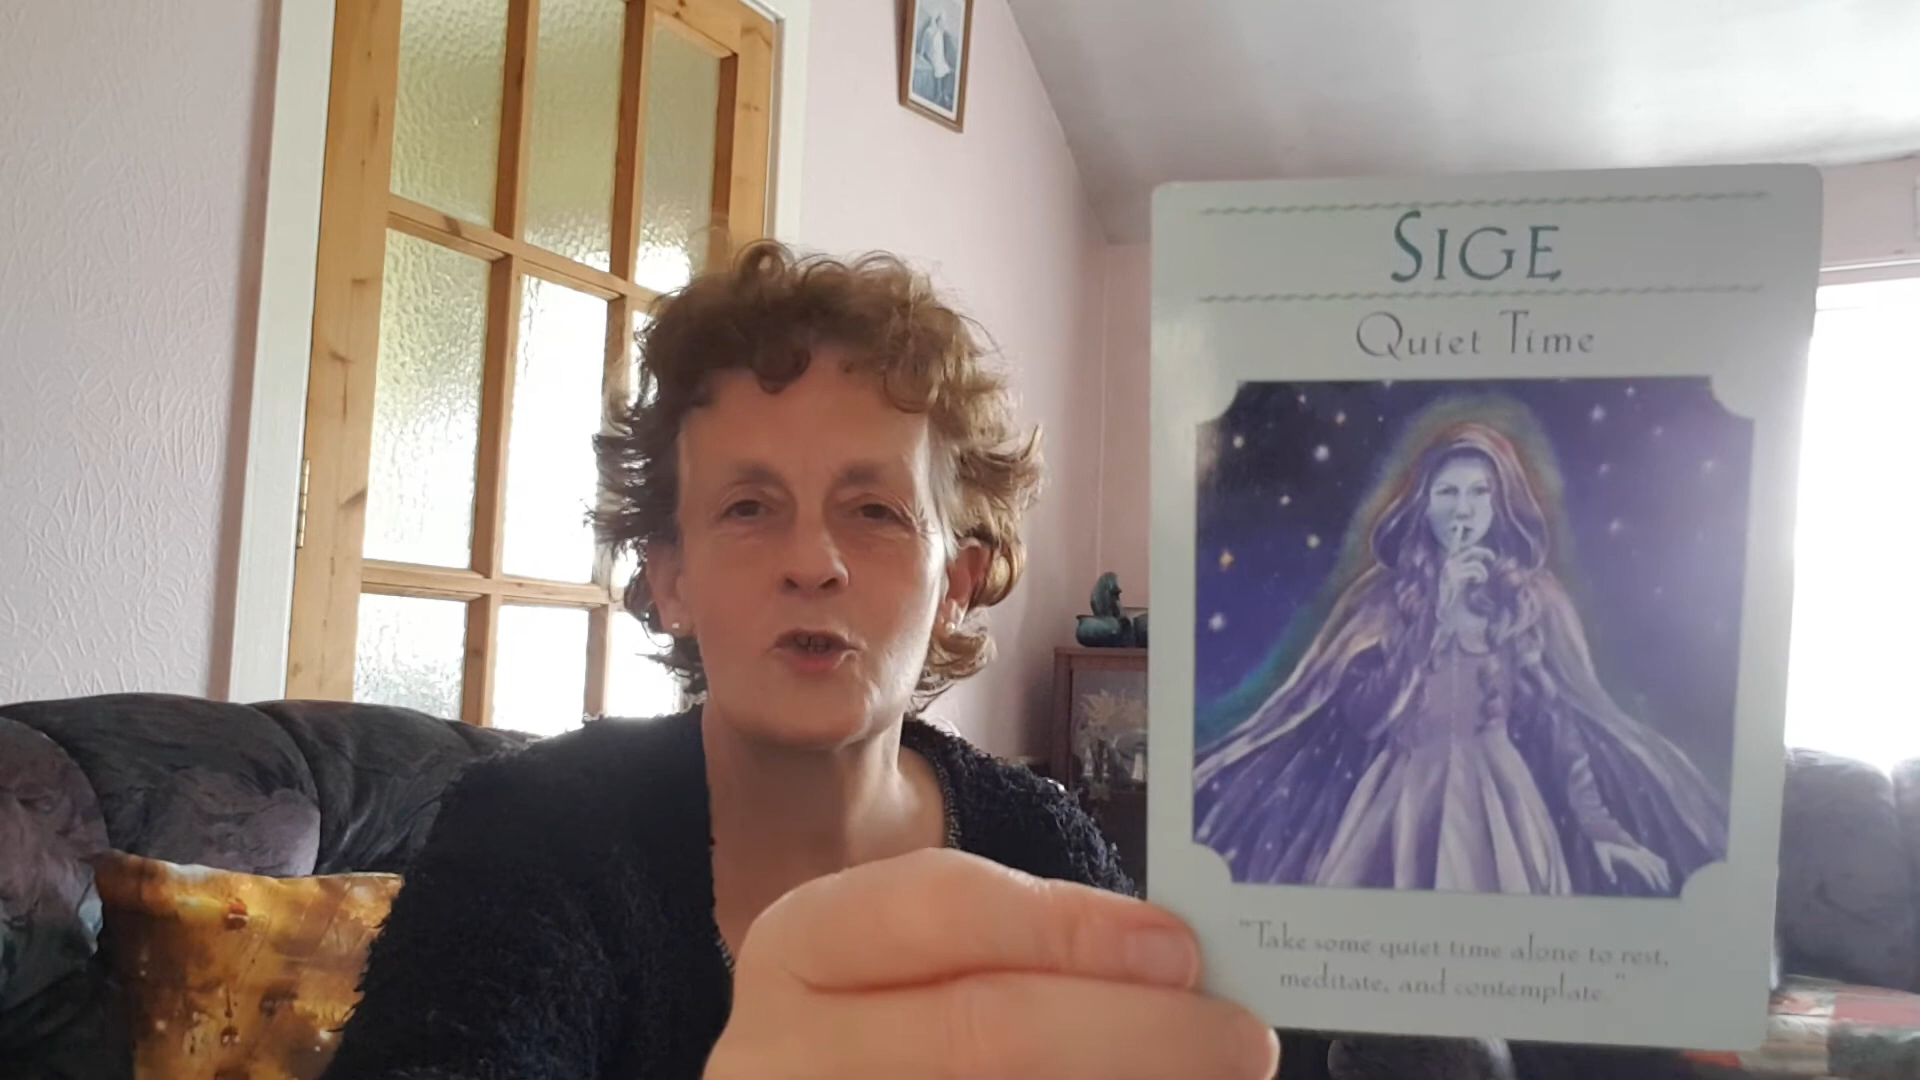 SIGE
Quiet Time
"Take some quiet time alone to rest,
meditate, and contemplate."